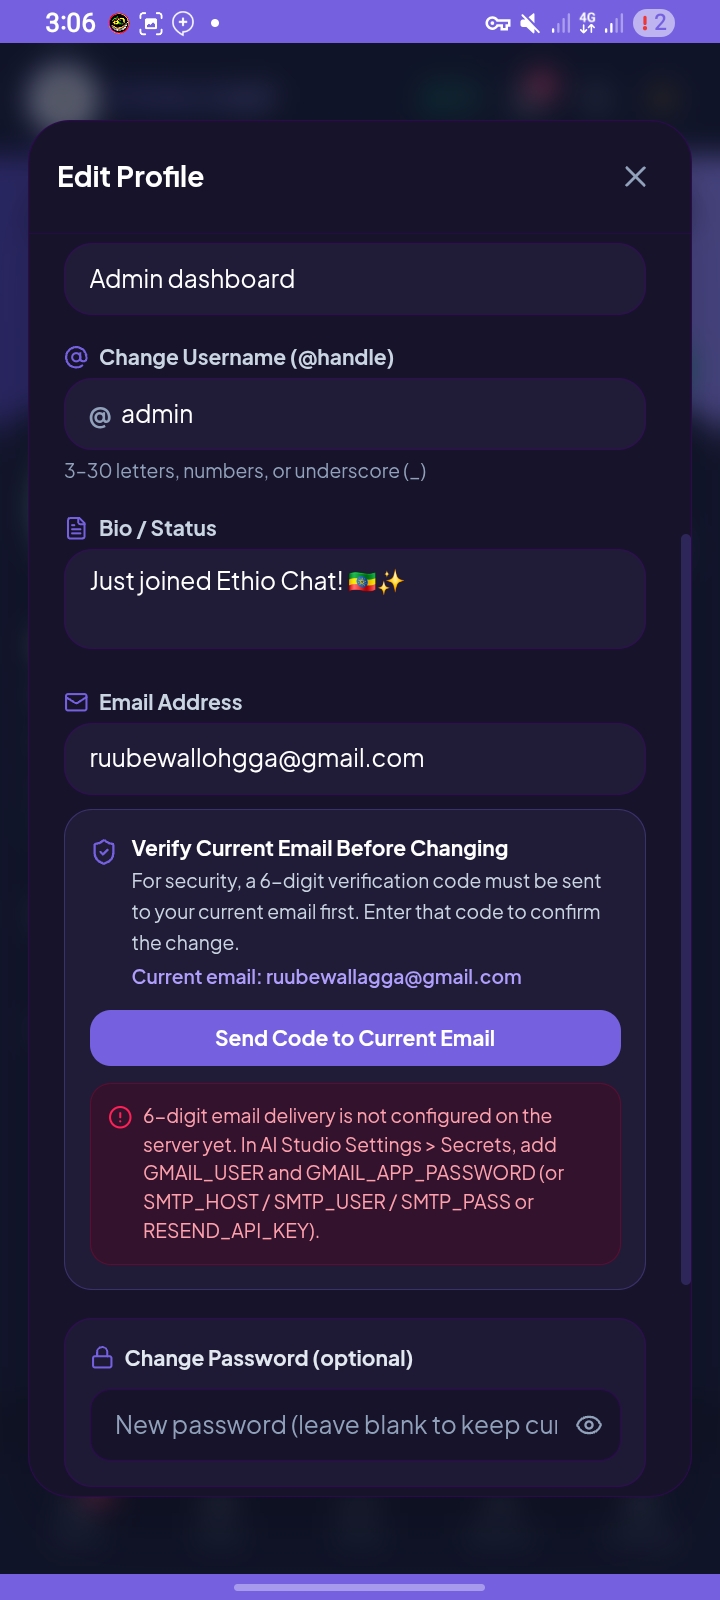 3:06
4G
! 2
Edit Profile
Admin dashboard
Change Username (@handle)
@ admin
3-30 letters, numbers, or underscore (_)
Bio / Status
Just joined Ethio Chat! 🇪🇹✨
Email Address
ruubewallohgga@gmail.com
Verify Current Email Before Changing
For security, a 6-digit verification code must be sent
to your current email first. Enter that code to confirm
the change.
Current email: ruubewallagga@gmail.com
Send Code to Current Email
6-digit email delivery is not configured on the
server yet. In AI Studio Settings > Secrets, add
GMAIL_USER and GMAIL_APP_PASSWORD (or
SMTP_HOST / SMTP_USER / SMTP_PASS or
RESEND_API_KEY).
Change Password (optional)
New password (leave blank to keep cur